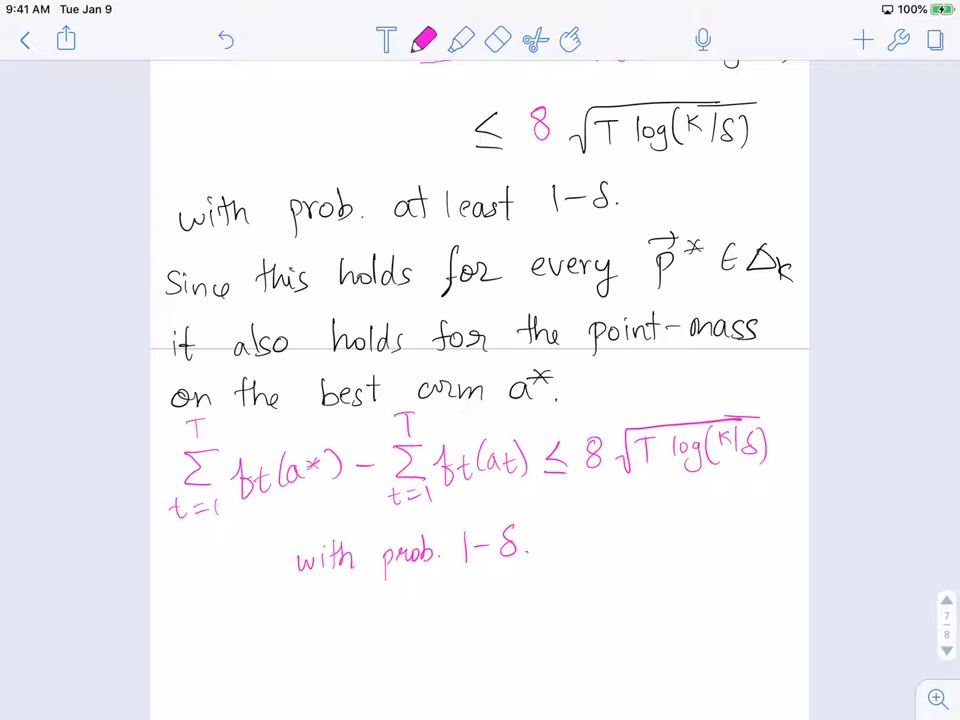 9:41 AM Tue Jan 9
100%
T
≤ 8 √(T log(K/δ))
with prob. at least 1-δ.
Since this holds for every p⃗* ∈ Δ_K
it also holds for the point-mass
on the best arm a*.
∑_{t=1}^{T} f_t(a*) - ∑_{t=1}^{T} f_t(a_t) ≤ 8 √(T log(K/δ))
with prob. 1-δ.
7
8